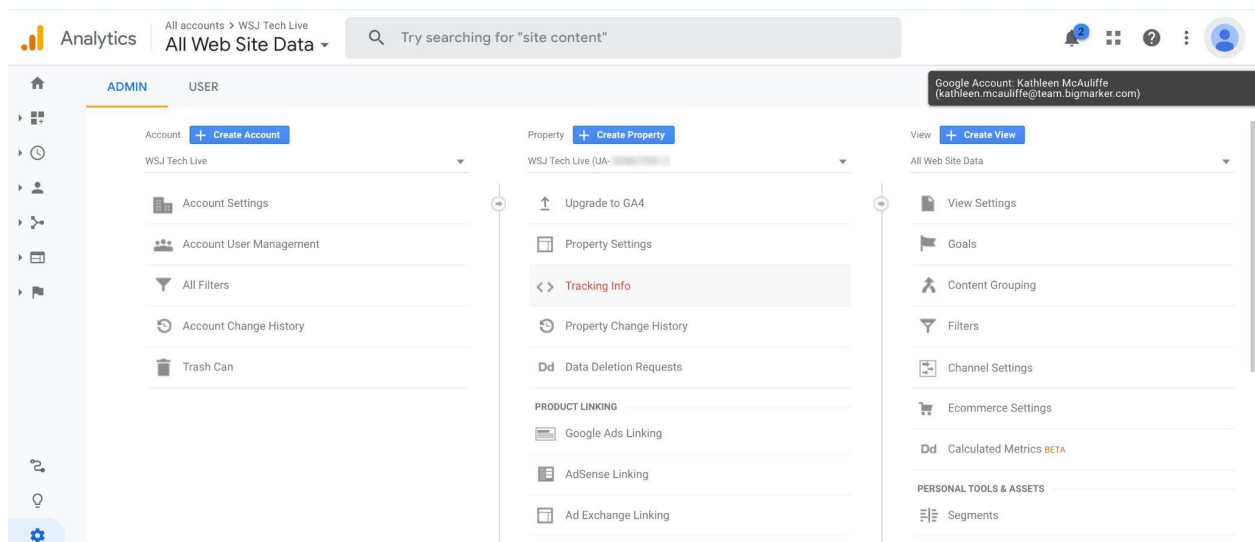 Analytics
All accounts > WSJ Tech Live
All Web Site Data
Try searching for "site content"
2
ADMIN
USER
Google Account: Kathleen McAuliffe
(kathleen.mcauliffe@team.bigmarker.com)
Account
+ Create Account
WSJ Tech Live
Account Settings
Account User Management
All Filters
Account Change History
Trash Can
Property
+ Create Property
WSJ Tech Live (UA-
Upgrade to GA4
Property Settings
Tracking Info
Property Change History
Dd Data Deletion Requests
PRODUCT LINKING
Google Ads Linking
AdSense Linking
Ad Exchange Linking
View
+ Create View
All Web Site Data
View Settings
Goals
Content Grouping
Filters
Channel Settings
Ecommerce Settings
Dd Calculated Metrics BETA
PERSONAL TOOLS & ASSETS
Segments